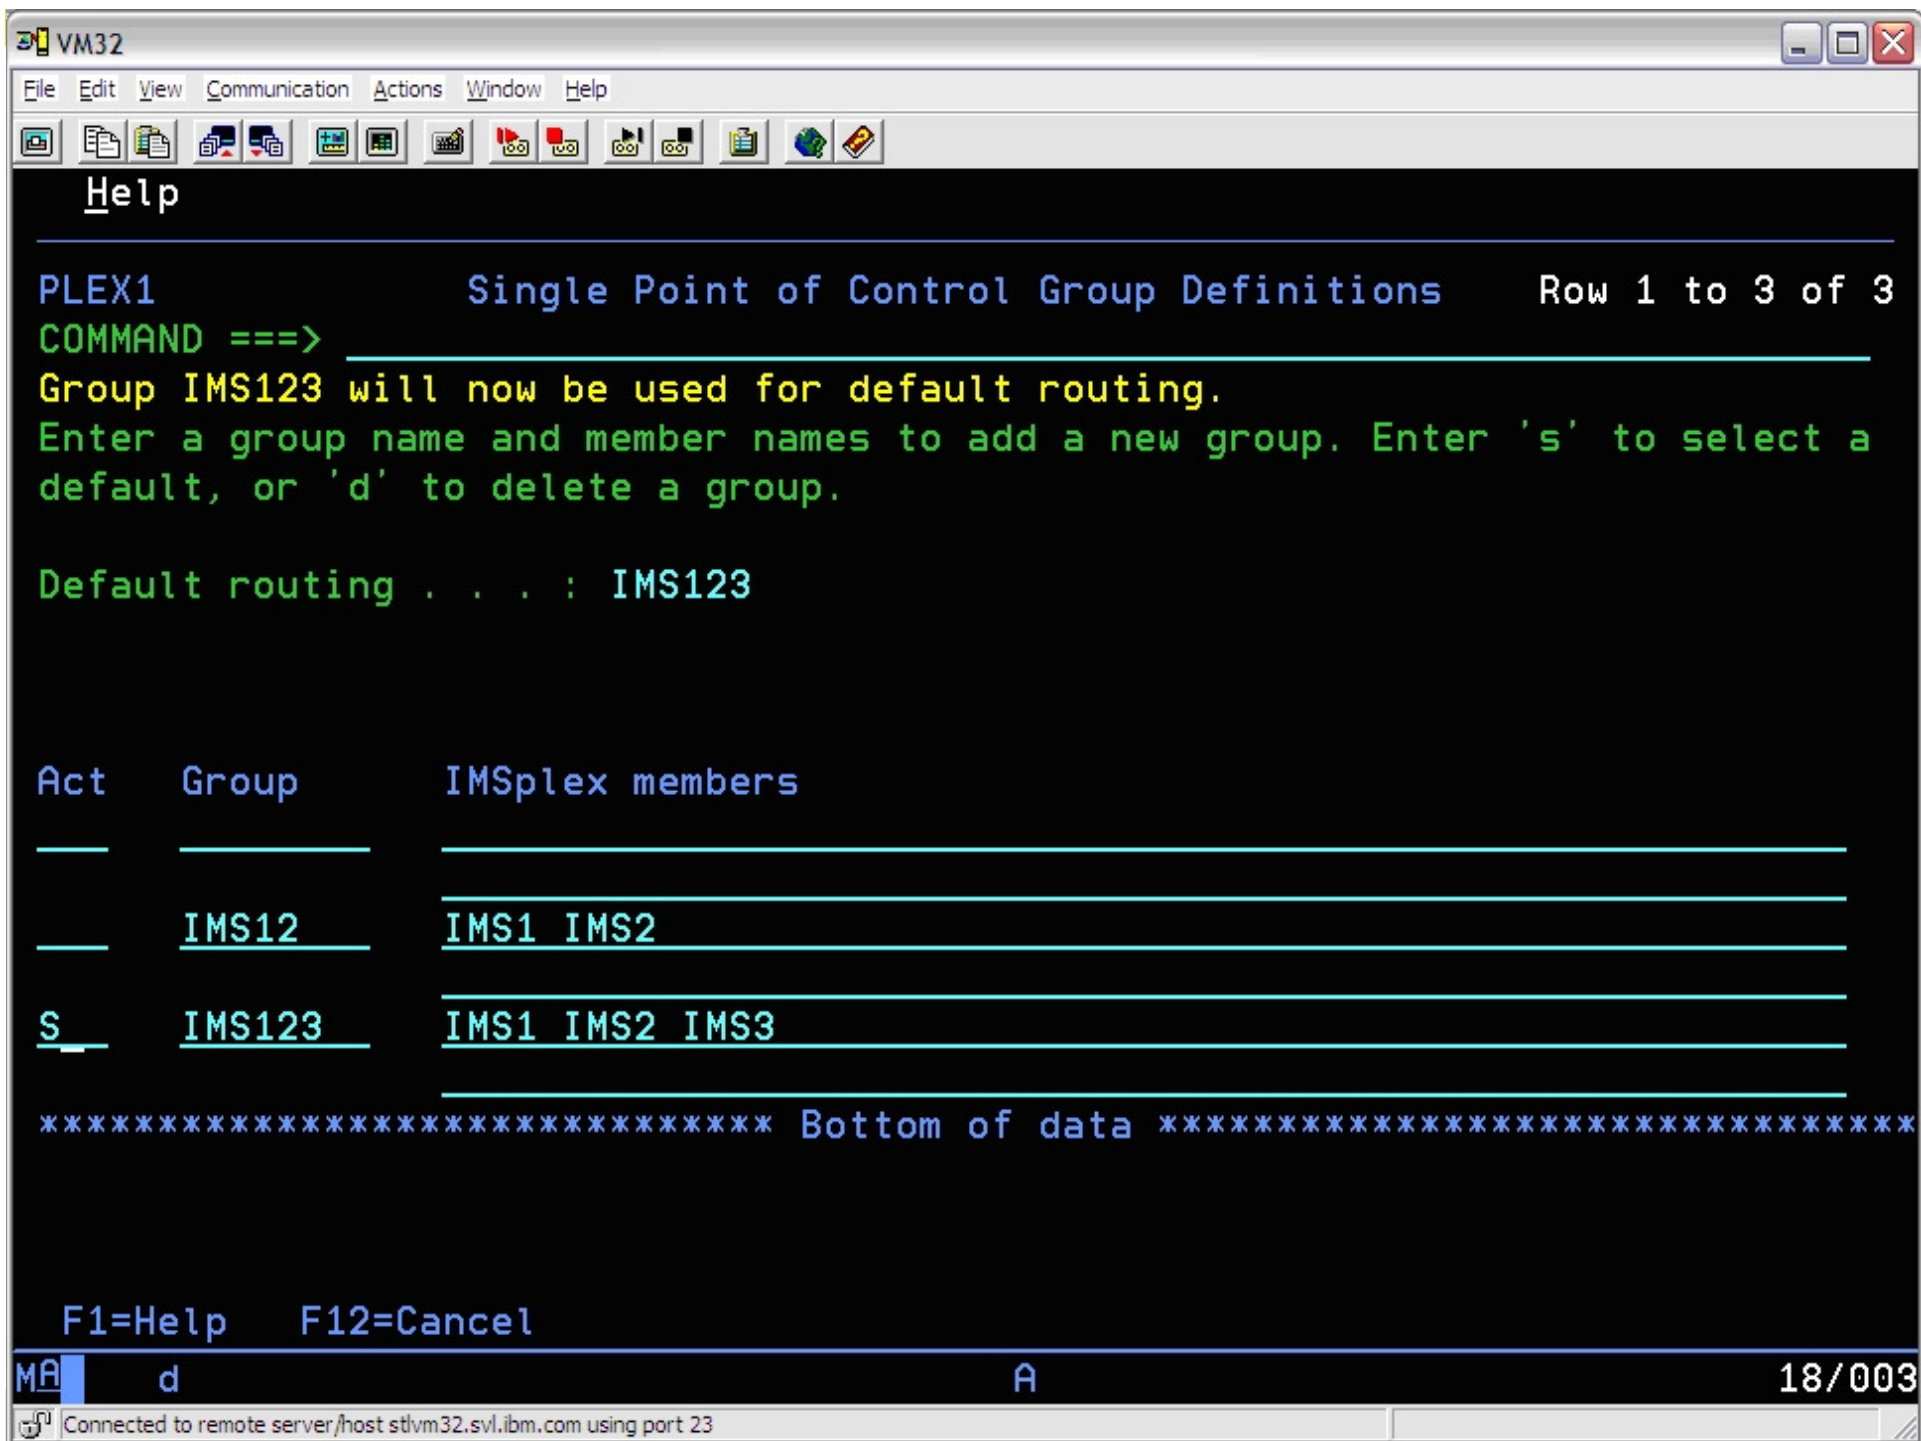 VM32
File Edit View Communication Actions Window Help
Help
PLEX1 Single Point of Control Group Definitions Row 1 to 3 of 3
COMMAND ===>
Group IMS123 will now be used for default routing.
Enter a group name and member names to add a new group. Enter 's' to select a
default, or 'd' to delete a group.
Default routing . . . : IMS123
Act Group IMSplex members
IMS12 IMS1 IMS2
S IMS123 IMS1 IMS2 IMS3
******************************* Bottom of data ********************************
F1=Help F12=Cancel
MA d A 18/003
Connected to remote server/host stlvm32.svl.ibm.com using port 23